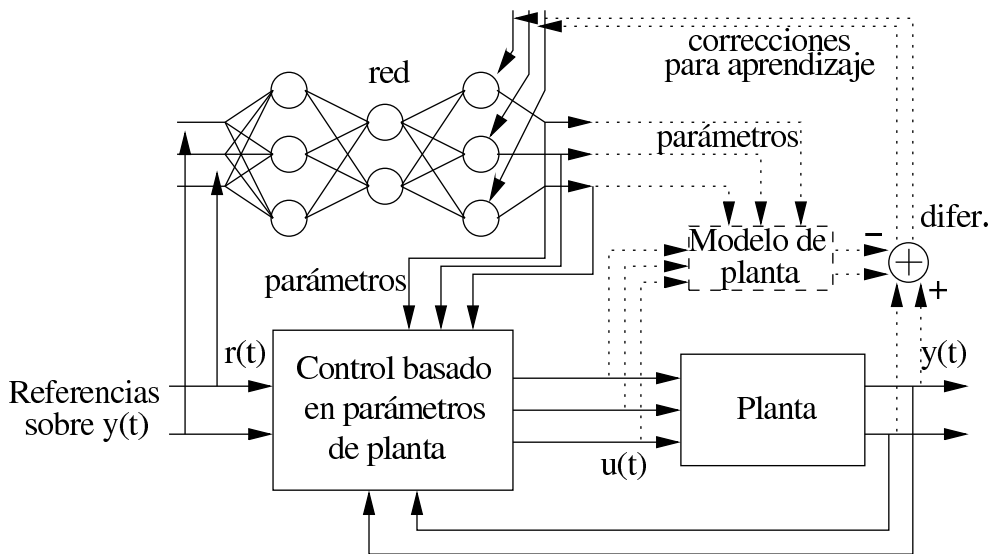 correcciones
para aprendizaje
red
parámetros
difer.
−
Modelo de
planta
+
+
parámetros
r(t)
y(t)
Control basado
en parámetros
de planta
Referencias
sobre y(t)
Planta
u(t)